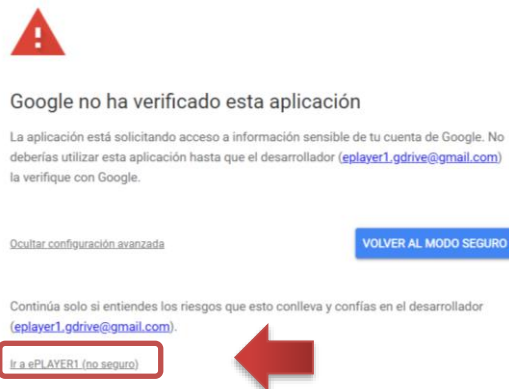 Google no ha verificado esta aplicación
La aplicación está solicitando acceso a información sensible de tu cuenta de Google. No
deberías utilizar esta aplicación hasta que el desarrollador (eplayer1.gdrive@gmail.com)
la verifique con Google.
Ocultar configuración avanzada
VOLVER AL MODO SEGURO
Continúa solo si entiendes los riesgos que esto conlleva y confías en el desarrollador
(eplayer1.gdrive@gmail.com).
Ir a ePLAYER1 (no seguro)